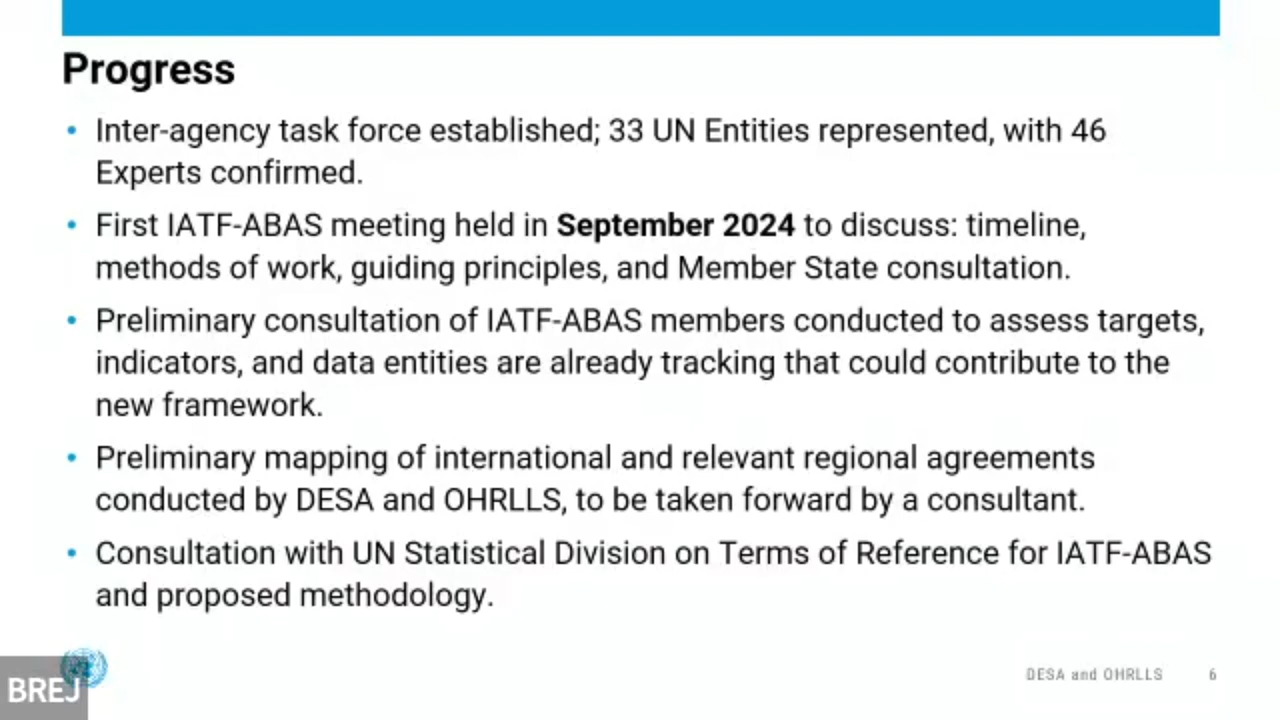 Progress
• Inter-agency task force established; 33 UN Entities represented, with 46
Experts confirmed.
• First IATF-ABAS meeting held in September 2024 to discuss: timeline,
methods of work, guiding principles, and Member State consultation.
• Preliminary consultation of IATF-ABAS members conducted to assess targets,
indicators, and data entities are already tracking that could contribute to the
new framework.
• Preliminary mapping of international and relevant regional agreements
conducted by DESA and OHRLLS, to be taken forward by a consultant.
• Consultation with UN Statistical Division on Terms of Reference for IATF-ABAS
and proposed methodology.
BREJ
DESA and OHRLLS 6